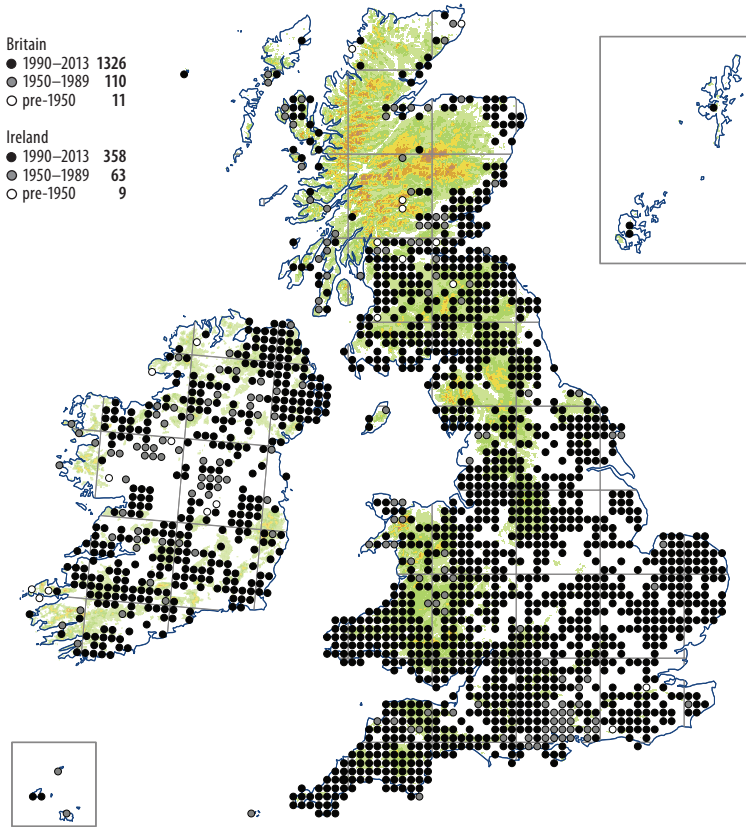 Britain
1990–2013 1326
1950–1989 110
pre-1950 11
Ireland
1990–2013 358
1950–1989 63
pre-1950 9